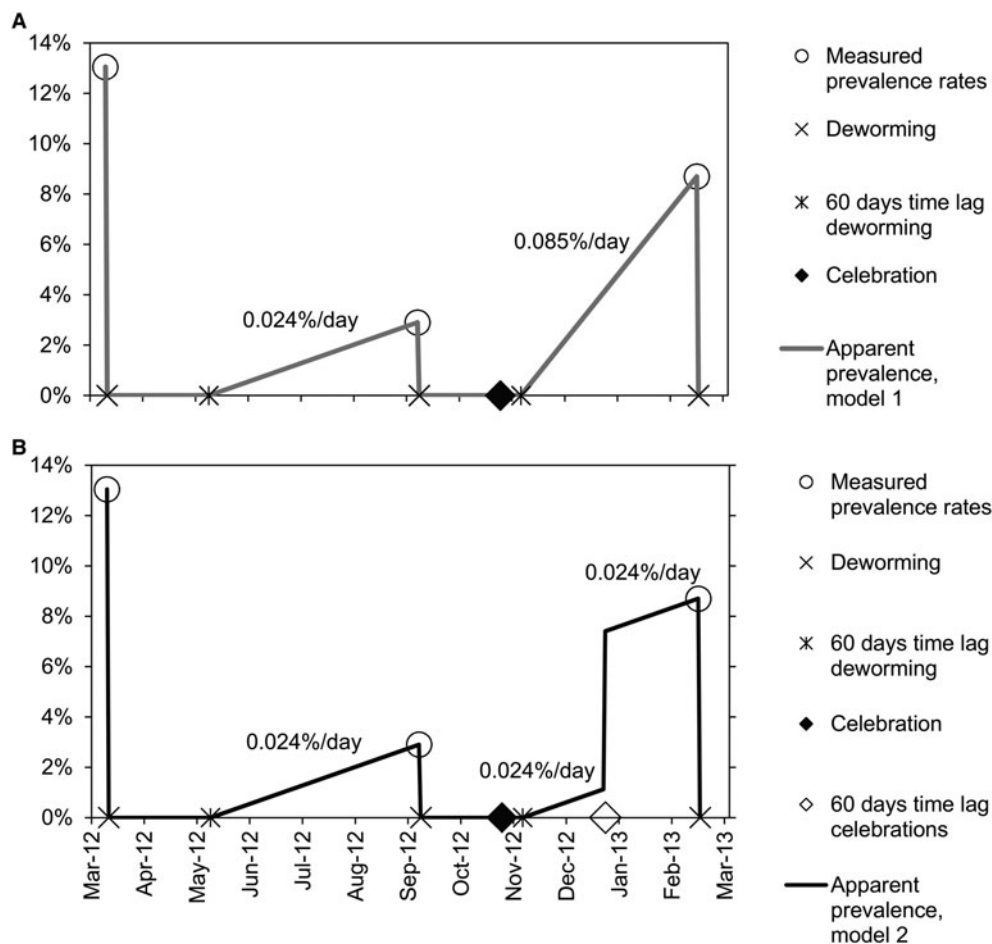 A
14%
12%
10%
8%
6%
4%
2%
0%
0.024%/day
0.085%/day
Measured
prevalence rates
Deworming
60 days time lag
deworming
Celebration
Apparent
prevalence,
model 1
B
14%
12%
10%
8%
6%
4%
2%
0%
0.024%/day
0.024%/day
0.024%/day
Mar-12
Apr-12
May-12
Jun-12
Jul-12
Aug-12
Sep-12
Oct-12
Nov-12
Dec-12
Jan-13
Feb-13
Mar-13
Measured
prevalence rates
Deworming
60 days time lag
deworming
Celebration
60 days time lag
celebrations
Apparent
prevalence,
model 2